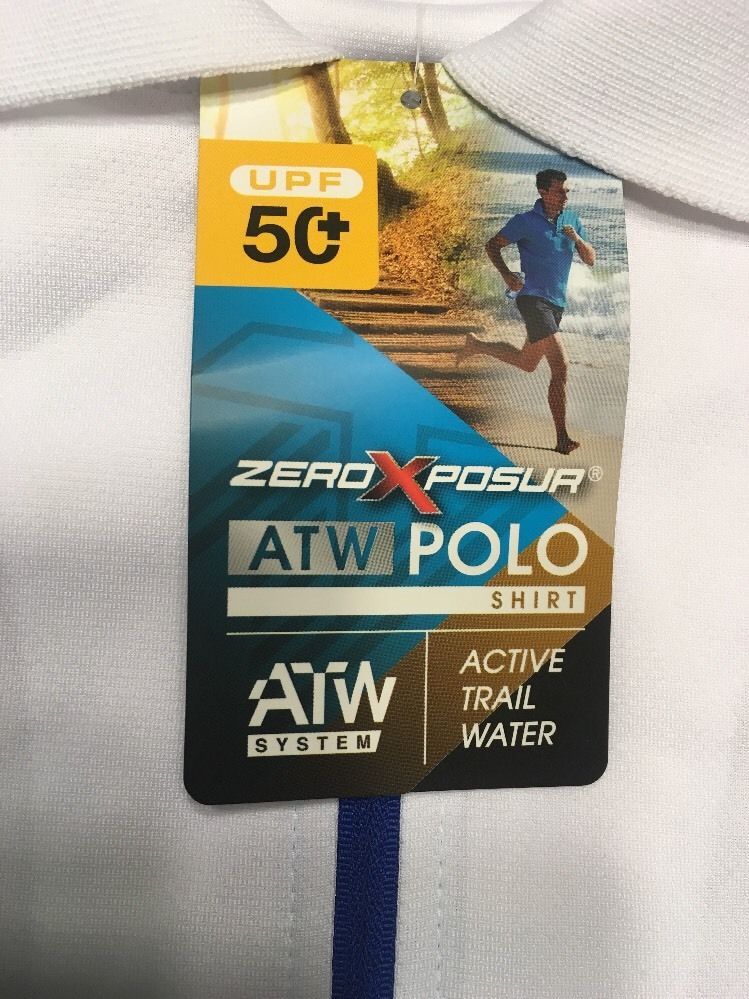 UPF
50+
ZEROXPOSUR®
ATW POLO
SHIRT
ATW
SYSTEM
ACTIVE
TRAIL
WATER